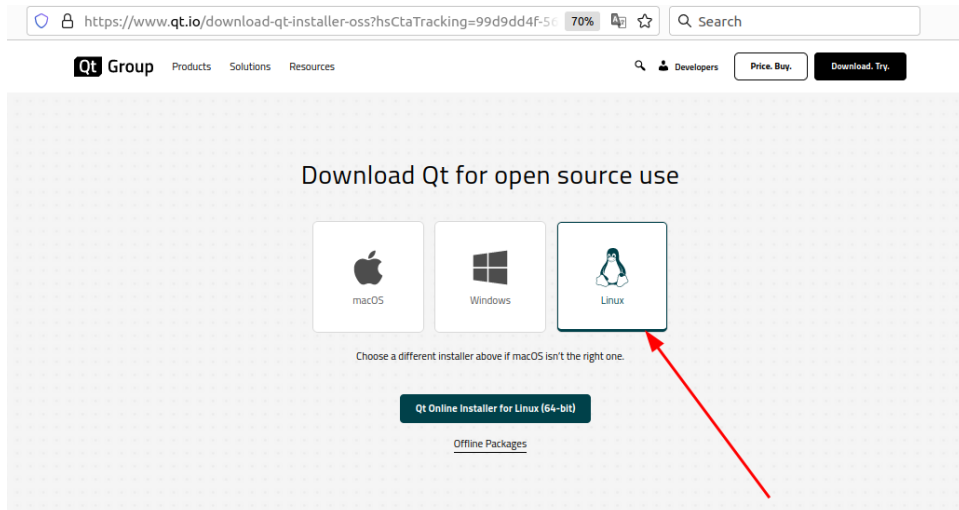 https://www.qt.io/download-qt-installer-oss?hsCtaTracking=99d9dd4f-56
70%
Search
Qt Group
Products
Solutions
Resources
Developers
Price. Buy.
Download. Try.
Download Qt for open source use
macOS
Windows
Linux
Choose a different installer above if macOS isn't the right one.
Qt Online Installer for Linux (64-bit)
Offline Packages